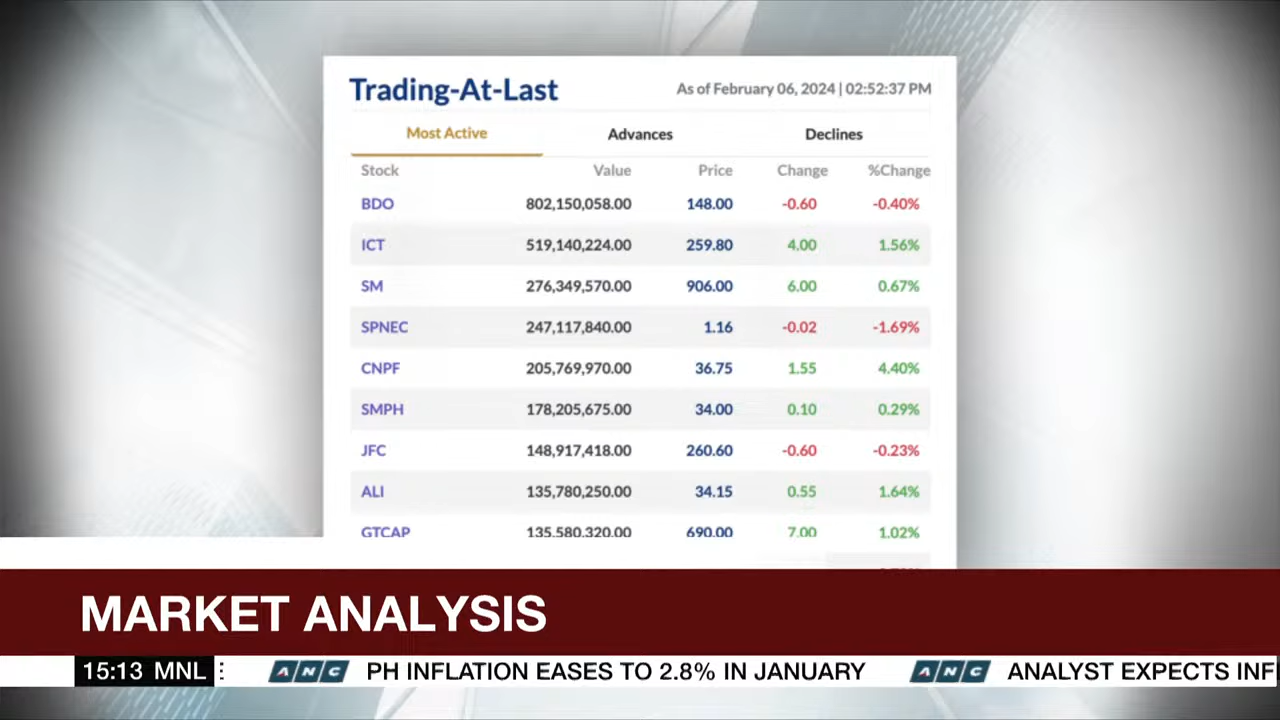 Trading-At-Last As of February 06, 2024 | 02:52:37 PM
Most Active Advances Declines
Stock Value Price Change %Change
BDO 802,150,058.00 148.00 -0.60 -0.40%
ICT 519,140,224.00 259.80 4.00 1.56%
SM 276,349,570.00 906.00 6.00 0.67%
SPNEC 247,117,840.00 1.16 -0.02 -1.69%
CNPF 205,769,970.00 36.75 1.55 4.40%
SMPH 178,205,675.00 34.00 0.10 0.29%
JFC 148,917,418.00 260.60 -0.60 -0.23%
ALI 135,780,250.00 34.15 0.55 1.64%
GTCAP 135,580,320.00 690.00 7.00 1.02%
MARKET ANALYSIS
15:13 MNL ANC PH INFLATION EASES TO 2.8% IN JANUARY ANC ANALYST EXPECTS INF